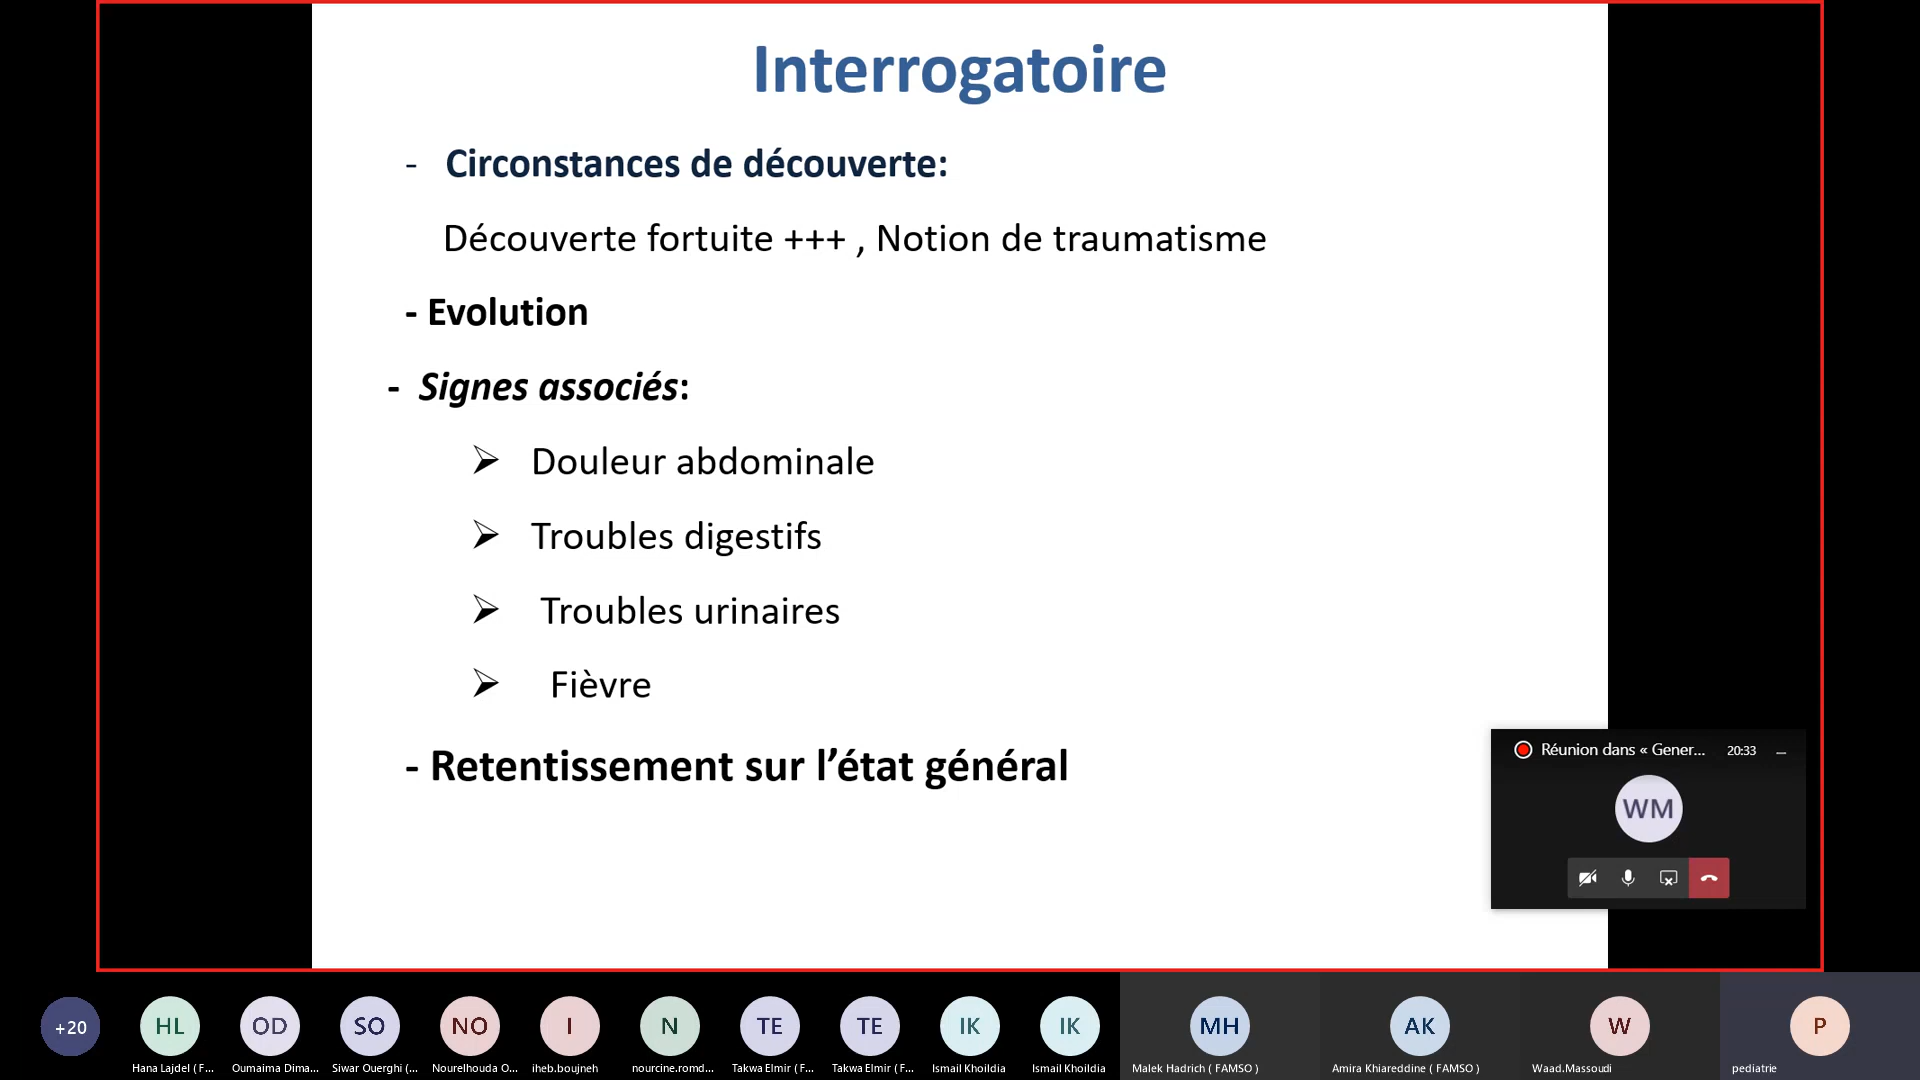 Interrogatoire
- Circonstances de découverte:
Découverte fortuite +++ , Notion de traumatisme
- Evolution
- Signes associés:
➢ Douleur abdominale
➢ Troubles digestifs
➢ Troubles urinaires
➢ Fièvre
- Retentissement sur l’état général
Réunion dans « Gener... 20:33
WM
+20 HL OD SO NO I N TE TE IK IK MH AK W P
Hana Lajdel ( F... Oumaima Dima... Siwar Ouerghi (... Nourelhouda O... iheb.boujneh nourcine.romd... Takwa Elmir ( F... Takwa Elmir ( F... Ismail Khoildia Ismail Khoildia Malek Hadrich ( FAMSO ) Amira Khiareddine ( FAMSO ) Waad.Massoudi pediatrie